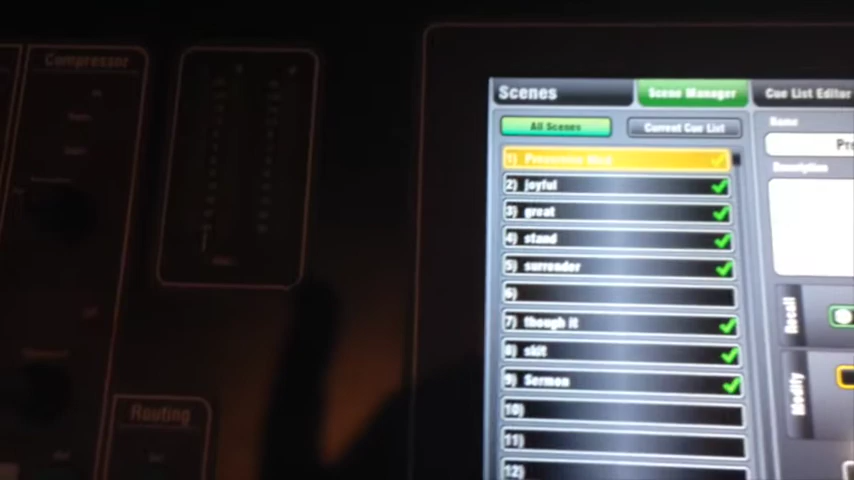 Compressor
Routing
Scenes
Scene Manager
Cue List Editor
All Scenes
Current Cue List
Name
Description
1)
2) joyful
3) great
4) stand
5) surrender
6)
7) though it
8) skit
9) Sermon
10)
11)
12)
Recall
Modify